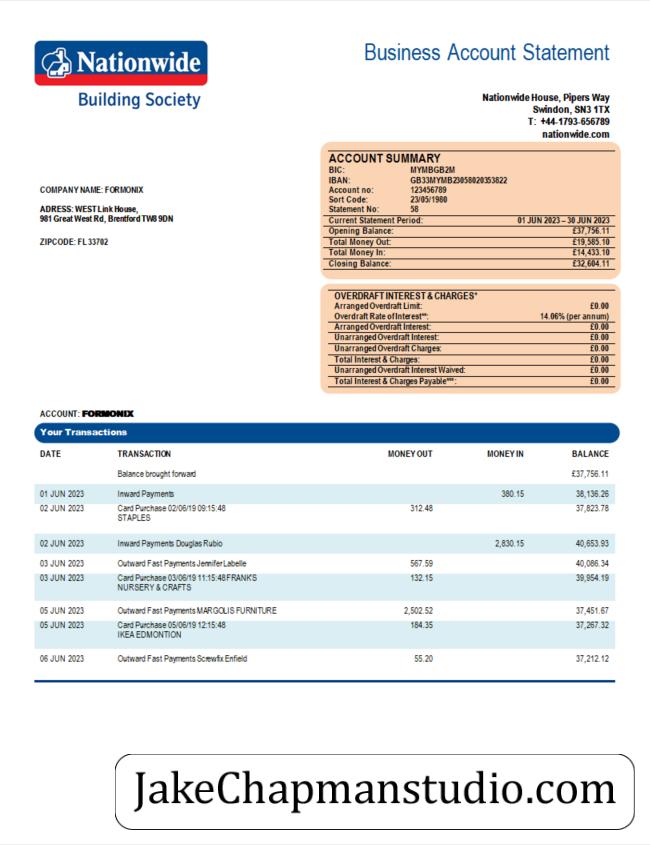 Nationwide
Building Society
Business Account Statement
Nationwide House, Pipers Way
Swindon, SN3 1TX
T: +44-1793-656789
nationwide.com
COMPANY NAME: FORMONIX
ADRESS: WEST Link House,
981 Great West Rd, Brentford TW8 9DN
ZIPCODE: FL 33702
ACCOUNT SUMMARY
BIC: MYMBGB2M
IBAN: GB33MYMB23058020353822
Account no: 123456789
Sort Code: 23/05/1980
Statement No: 58
Current Statement Period: 01 JUN 2023 – 30 JUN 2023
Opening Balance: £37,756.11
Total Money Out: £19,585.10
Total Money In: £14,433.10
Closing Balance: £32,604.11
OVERDRAFT INTEREST & CHARGES*
Arranged Overdraft Limit: £0.00
Overdraft Rate of Interest**: 14.06% (per annum)
Arranged Overdraft Interest: £0.00
Unarranged Overdraft Interest: £0.00
Unarranged Overdraft Charges: £0.00
Total Interest & Charges: £0.00
Unarranged Overdraft Interest Waived: £0.00
Total Interest & Charges Payable***: £0.00
ACCOUNT: FORMONIX
Your Transactions
DATE TRANSACTION MONEY OUT MONEY IN BALANCE
Balance brought forward £37,756.11
01 JUN 2023 Inward Payments 380.15 38,136.26
02 JUN 2023 Card Purchase 02/06/19 09:15:48 312.48 37,823.78
STAPLES
02 JUN 2023 Inward Payments Douglas Rubio 2,830.15 40,653.93
03 JUN 2023 Outward Fast Payments Jennifer Labelle 567.59 40,086.34
03 JUN 2023 Card Purchase 03/06/19 11:15:48 FRANK'S 132.15 39,954.19
NURSERY & CRAFTS
05 JUN 2023 Outward Fast Payments MARGOLIS FURNITURE 2,502.52 37,451.67
05 JUN 2023 Card Purchase 05/06/19 12:15:48 184.35 37,267.32
IKEA EDMONTION
06 JUN 2023 Outward Fast Payments Screwfix Enfield 55.20 37,212.12
JakeChapmanstudio.com